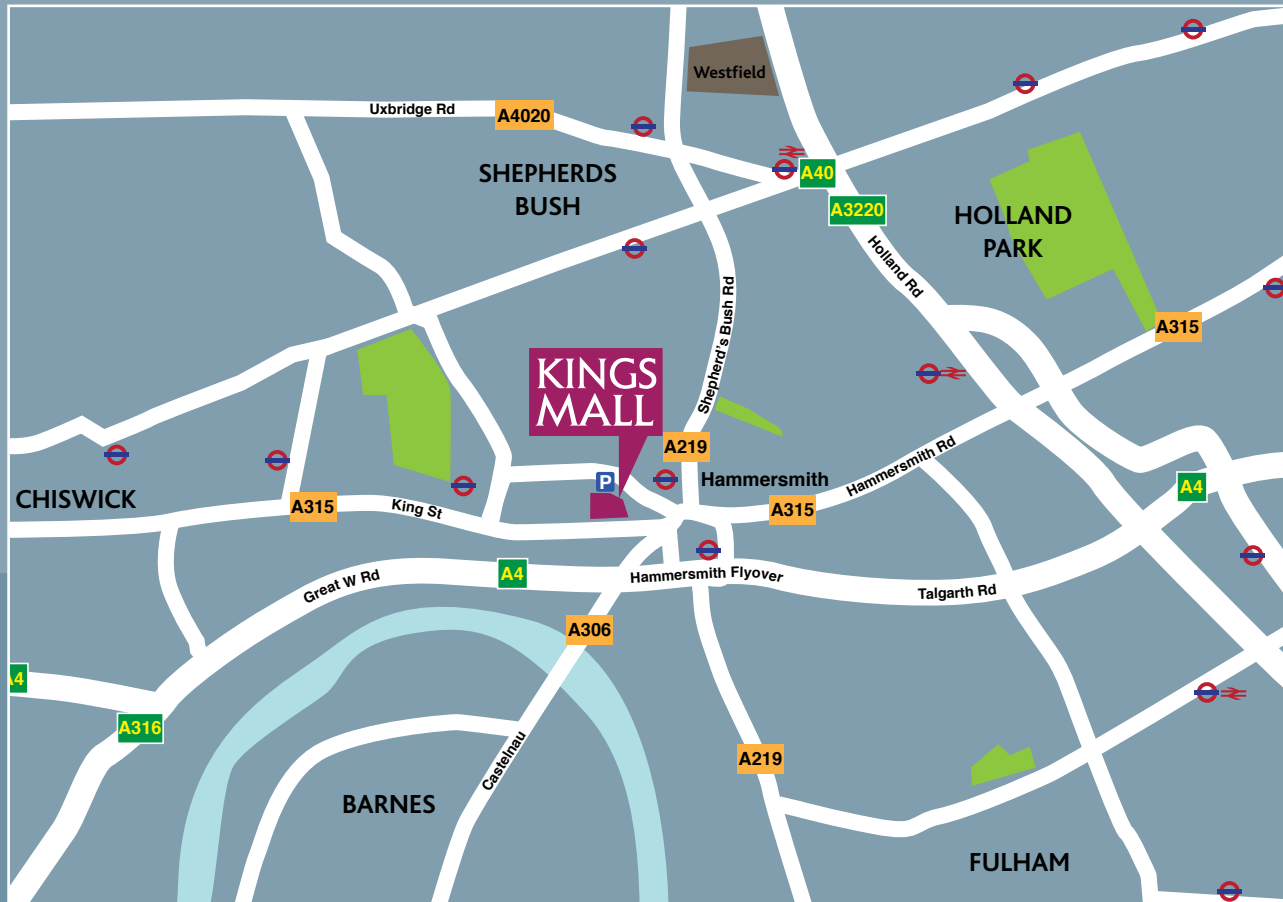 Westfield
Uxbridge Rd
A4020
SHEPHERDS
BUSH
A40
A3220
HOLLAND
PARK
Holland Rd
Shepherd's Bush Rd
A315
KINGS
MALL
A219
P
Hammersmith
Hammersmith Rd
CHISWICK
A315
King St
A315
A4
Great W Rd
A4
Hammersmith Flyover
Talgarth Rd
A306
A4
A316
Castelnau
A219
BARNES
FULHAM